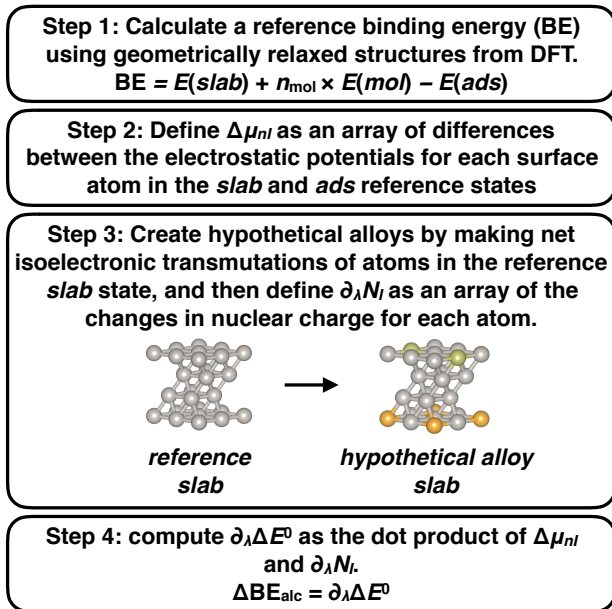 Step 1: Calculate a reference binding energy (BE)
using geometrically relaxed structures from DFT.
BE = E(slab) + nmol × E(mol) − E(ads)
Step 2: Define ΔμnI as an array of differences
between the electrostatic potentials for each surface
atom in the slab and ads reference states
Step 3: Create hypothetical alloys by making net
isoelectronic transmutations of atoms in the reference
slab state, and then define ∂λNI as an array of the
changes in nuclear charge for each atom.
reference
slab
hypothetical alloy
slab
Step 4: compute ∂λΔE⁰ as the dot product of ΔμnI
and ∂λNI.
ΔBEalc = ∂λΔE⁰